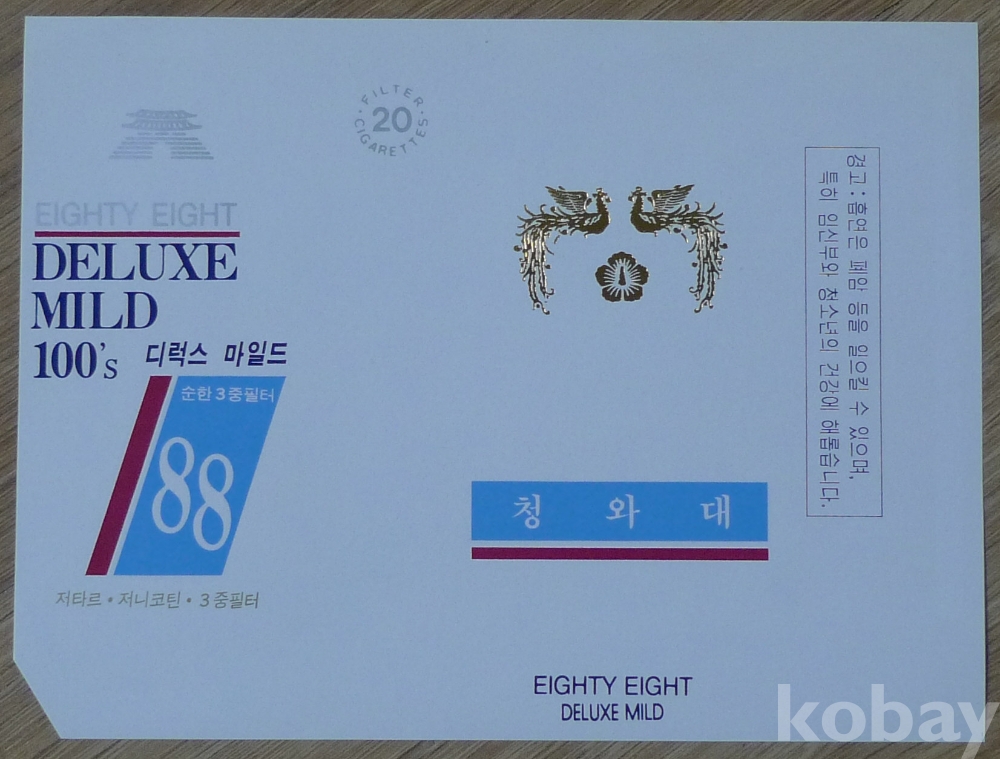 FILTER
20
CIGARETTES
EIGHTY EIGHT
DELUXE
MILD
100's 디럭스 마일드
순한 3중필터
88
저타르 · 저니코틴 · 3중필터
청 와 대
EIGHTY EIGHT
DELUXE MILD
경고 : 흡연은 폐암 등을 일으킬 수 있으며,
특히 임신부와 청소년의 건강에 해롭습니다.
kobay